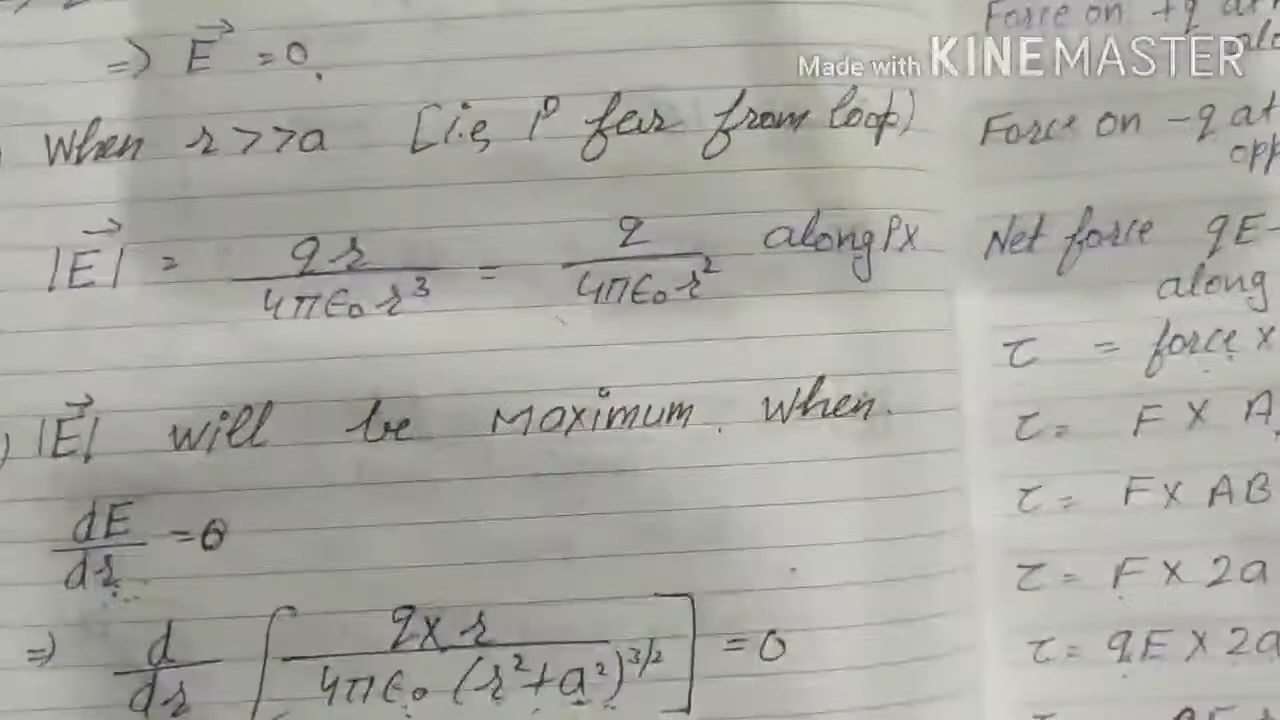 ⇒ E⃗ = 0.
When r >> a [i.e, P far from loop)
|E⃗| = qr / 4πε₀r³ = q / 4πε₀r² along PX
|E⃗| will be maximum. when.
dE/dr = 0
⇒ d/dr [ q × r / 4πε₀ (r² + a²)^3/2 ] = 0
Force on +q at
Made with KINEMASTER
Force on -q at
opp
Net force qE-
along
τ = force ×
τ = F × A
τ = F × AB
τ = F × 2a
τ = qE × 2a